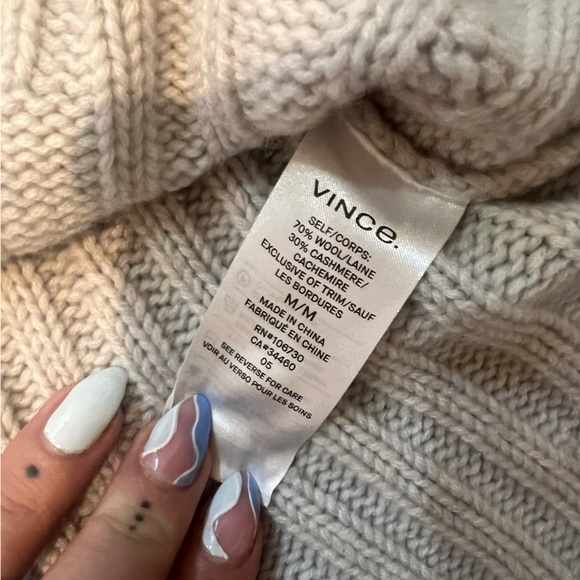 VINCE.
SELF/CORPS:
70% WOOL/LAINE
30% CASHMERE/
CACHEMIRE
EXCLUSIVE OF TRIM/SAUF
LES BORDURES
M/M
MADE IN CHINA
FABRIQUÉ EN CHINE
RN#106730
CA#34460
05
SEE REVERSE FOR CARE
VOIR AU VERSO POUR LES SOINS